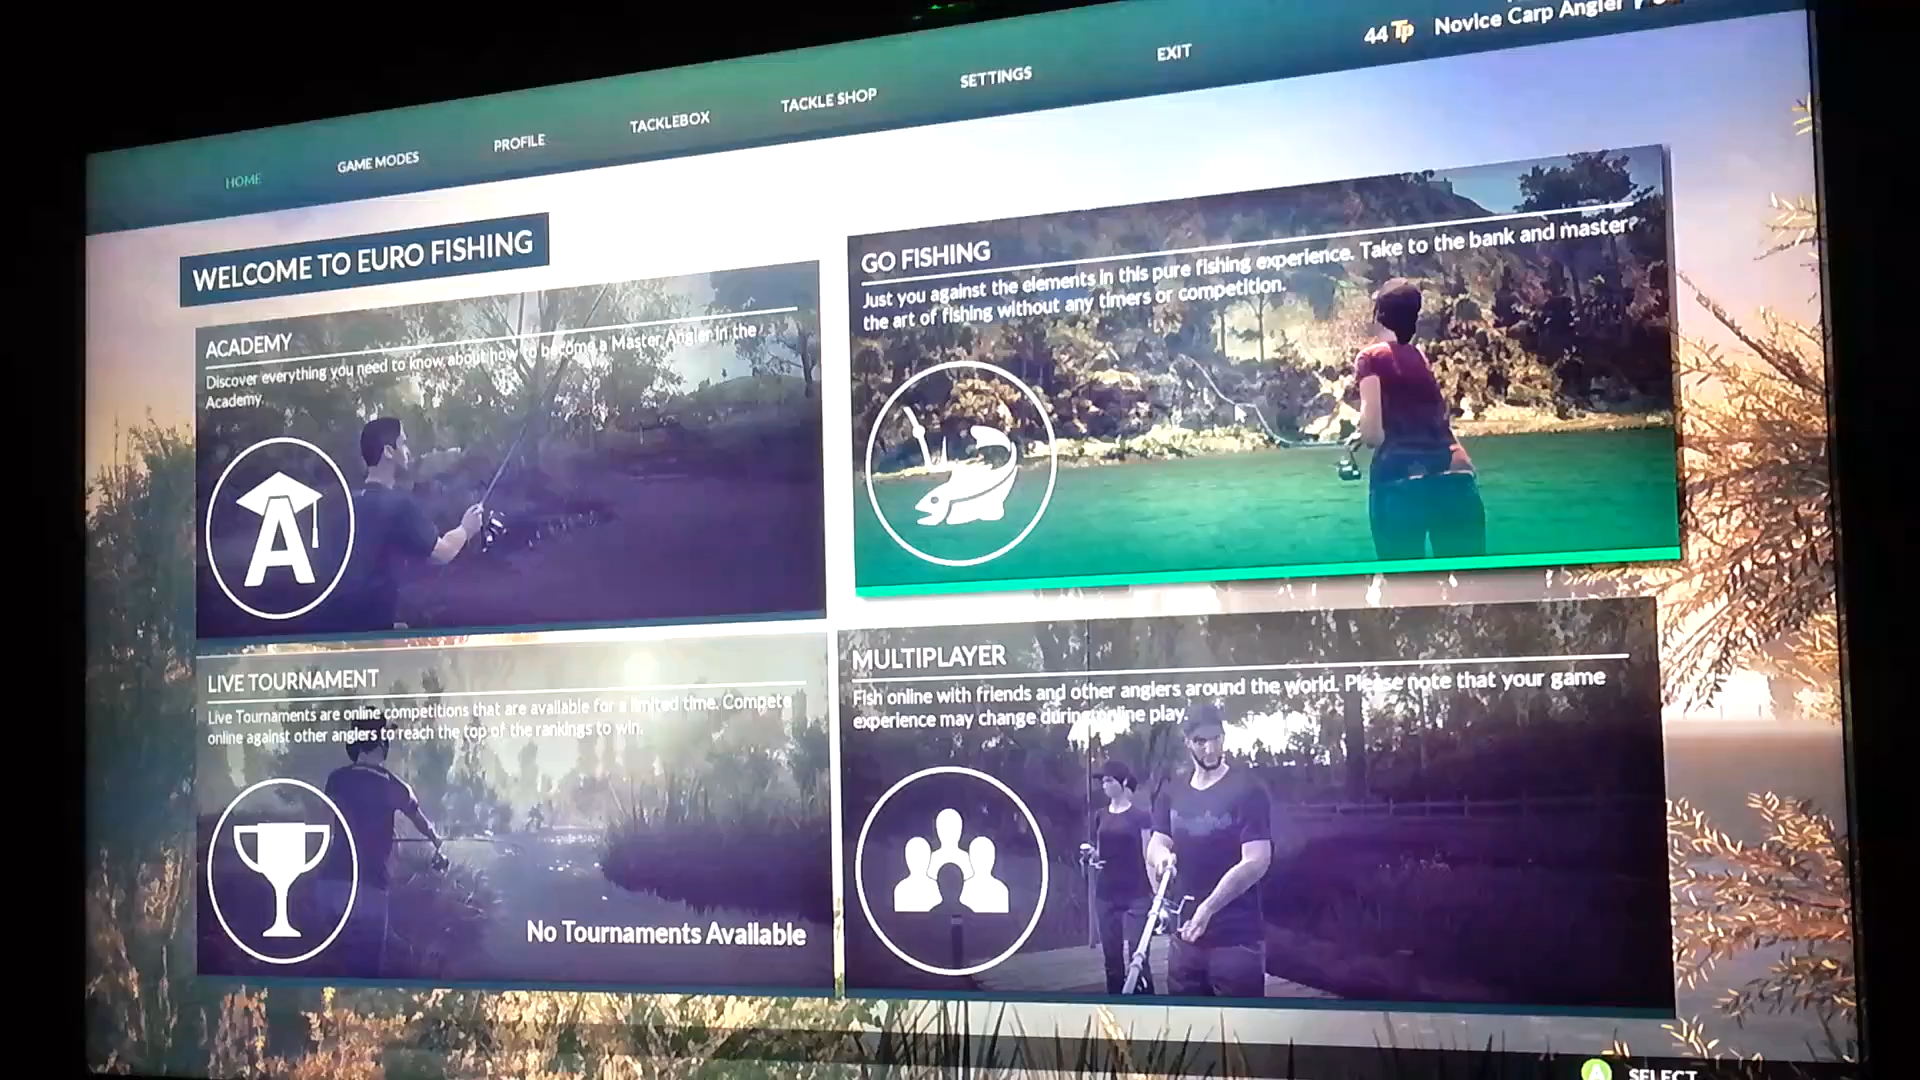 44 Tp Novice Carp Angler
HOME GAME MODES PROFILE TACKLEBOX TACKLE SHOP SETTINGS EXIT
WELCOME TO EURO FISHING
ACADEMY
Discover everything you need to know about how to become a Master Angler in the
Academy.
A
GO FISHING
Just you against the elements in this pure fishing experience. Take to the bank and master
the art of fishing without any timers or competition.
LIVE TOURNAMENT
Live Tournaments are online competitions that are available for a limited time. Compete
online against other anglers to reach the top of the rankings to win.
No Tournaments Available
MULTIPLAYER
Fish online with friends and other anglers around the world. Please note that your game
experience may change during online play.
A SELECT